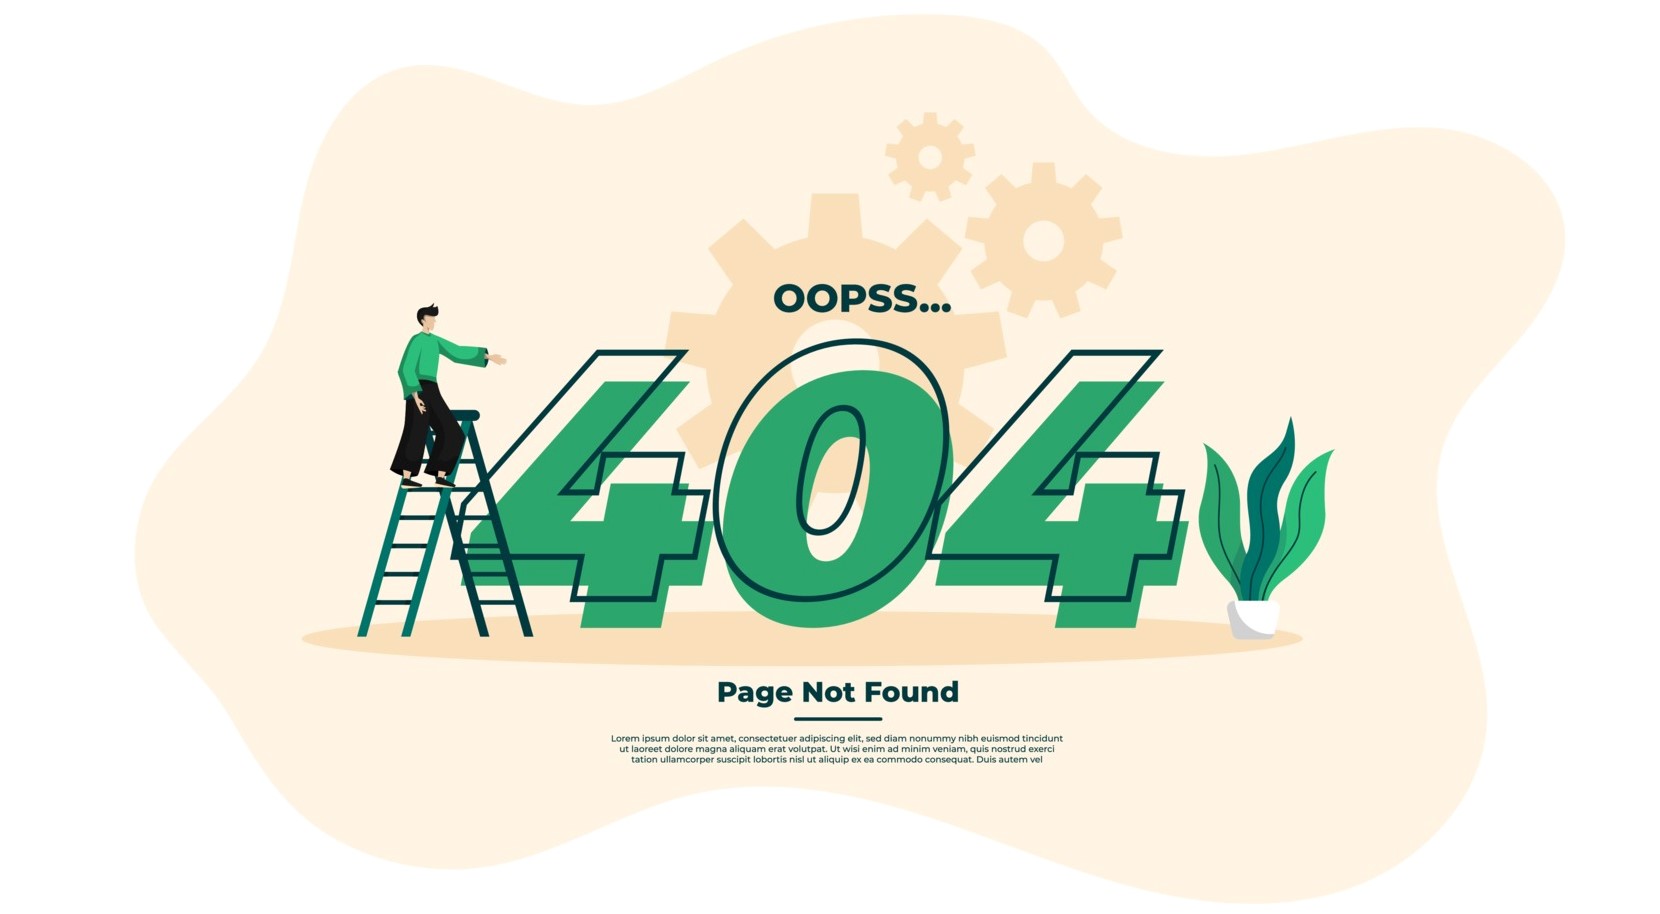 OOPSS...
404
Page Not Found
Lorem ipsum dolor sit amet, consectetuer adipiscing elit, sed diam nonummy nibh euismod tincidunt
ut laoreet dolore magna aliquam erat volutpat. Ut wisi enim ad minim veniam, quis nostrud exerci
tation ullamcorper suscipit lobortis nisl ut aliquip ex ea commodo consequat. Duis autem vel